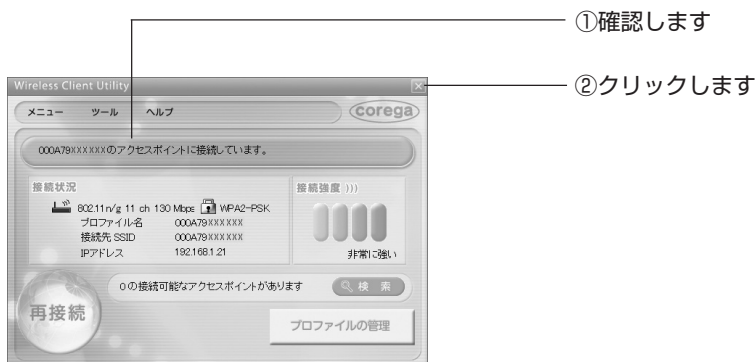 ①確認します
Wireless Client Utility
②クリックします
メニュー ツール ヘルプ corega
000A79XXXXXXのアクセスポイントに接続しています。
接続状況
接続強度 )))
802.11n/g 11 ch 130 Mbps WPA2-PSK
プロファイル名 000A79XXXXXX
接続先 SSID 000A79XXXXXX
IPアドレス 192.168.1.21
非常に強い
0の接続可能なアクセスポイントがあります 検 索
再接続
プロファイルの管理